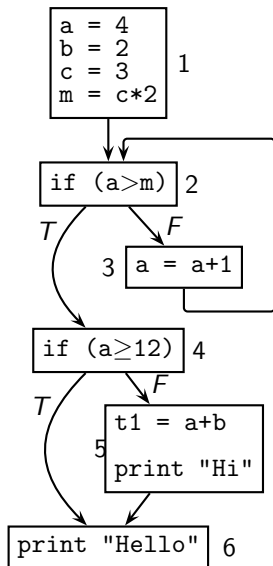 a = 4
b = 2
c = 3
m = c*2
1
if (a>m)
2
T
F
3
a = a+1
if (a≥12)
4
T
F
5
t1 = a+b
print "Hi"
print "Hello"
6